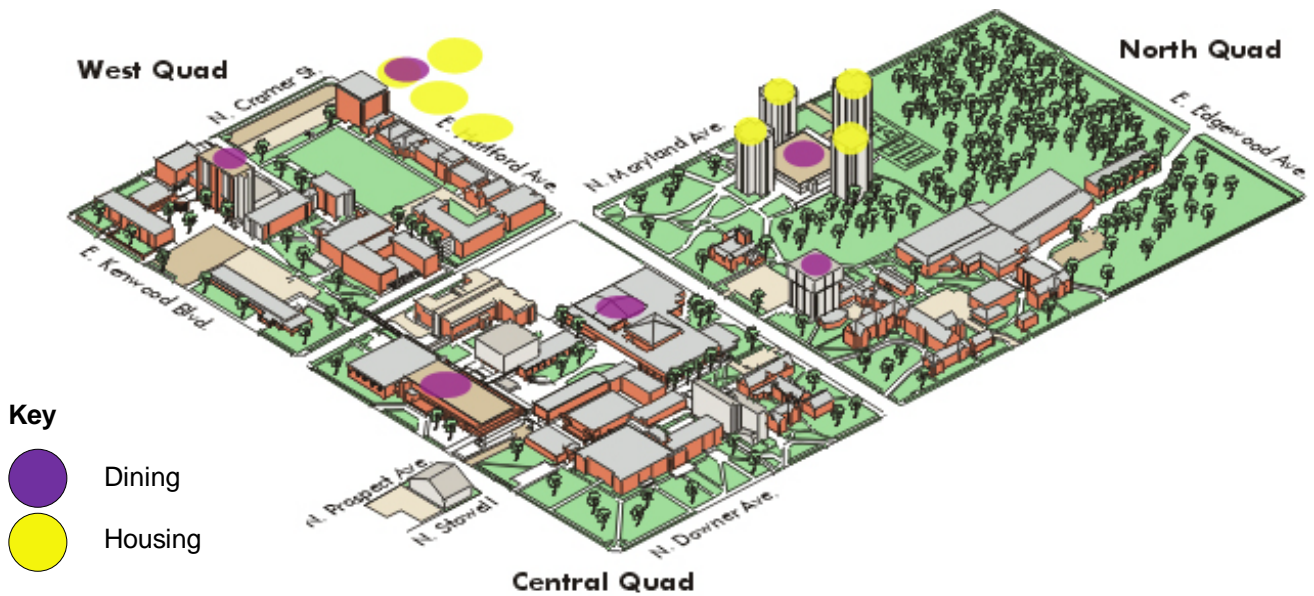 West Quad
North Quad
N. Cramer St.
E. Hartford Ave.
N. Maryland Ave.
E. Edgewood Ave.
E. Kenwood Blvd.
Key
Dining
Housing
N. Prospect Ave.
N. Stowell
N. Downer Ave.
Central Quad